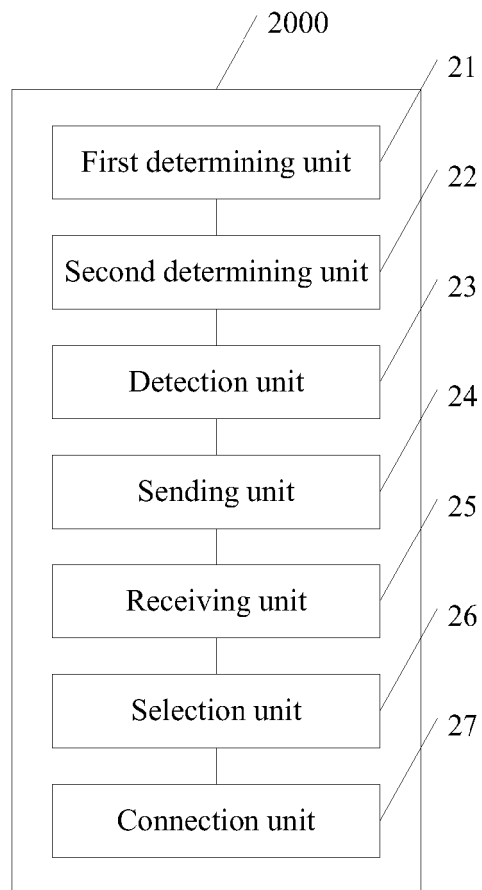 2000
21
First determining unit
22
Second determining unit
23
Detection unit
24
Sending unit
25
Receiving unit
26
Selection unit
27
Connection unit